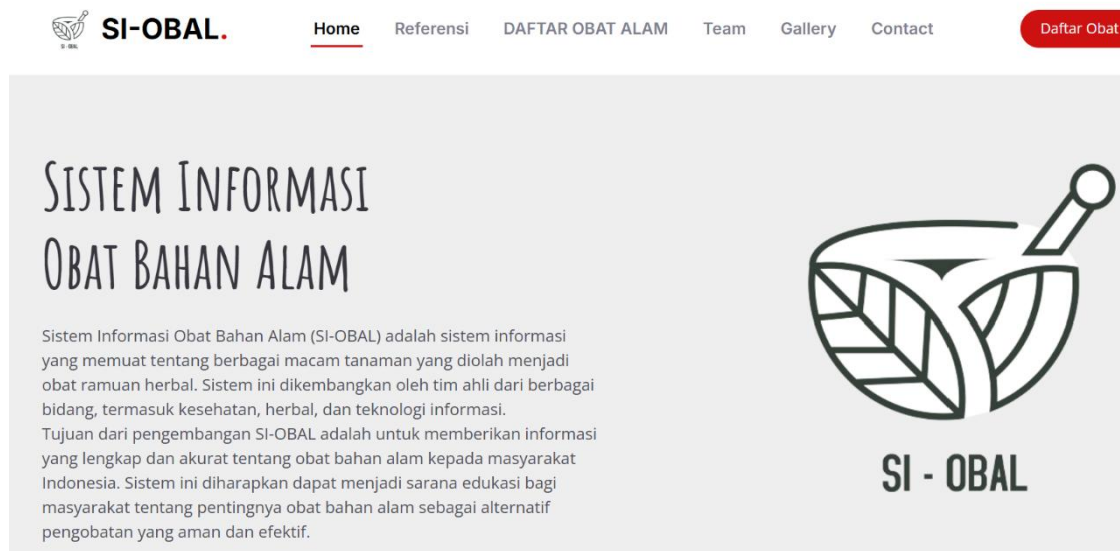 SI-OBAL.
Home
Referensi
DAFTAR OBAT ALAM
Team
Gallery
Contact
Daftar Obat
SISTEM INFORMASI
OBAT BAHAN ALAM
Sistem Informasi Obat Bahan Alam (SI-OBAL) adalah sistem informasi
yang memuat tentang berbagai macam tanaman yang diolah menjadi
obat ramuan herbal. Sistem ini dikembangkan oleh tim ahli dari berbagai
bidang, termasuk kesehatan, herbal, dan teknologi informasi.
Tujuan dari pengembangan SI-OBAL adalah untuk memberikan informasi
yang lengkap dan akurat tentang obat bahan alam kepada masyarakat
Indonesia. Sistem ini diharapkan dapat menjadi sarana edukasi bagi
masyarakat tentang pentingnya obat bahan alam sebagai alternatif
pengobatan yang aman dan efektif.
SI - OBAL
SI - OBAL